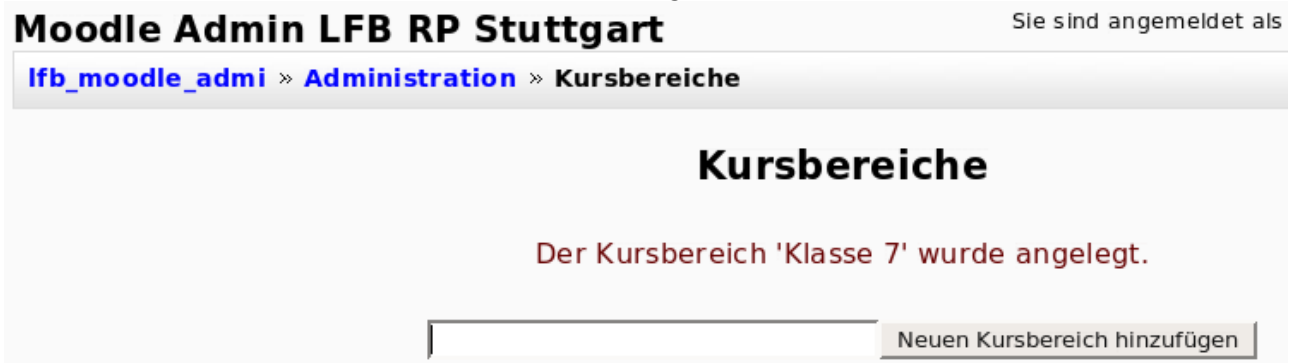 Moodle Admin LFB RP Stuttgart
Sie sind angemeldet als
lfb_moodle_admi » Administration » Kursbereiche
Kursbereiche
Der Kursbereich 'Klasse 7' wurde angelegt.
Neuen Kursbereich hinzufügen